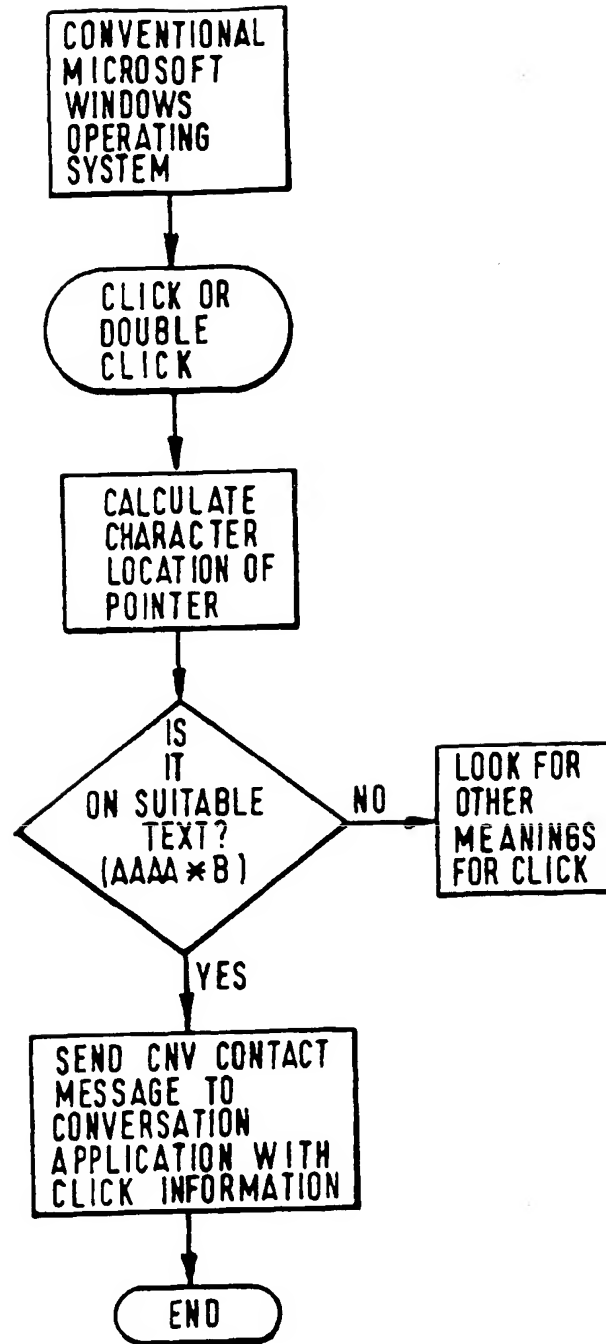 CONVENTIONAL
MICROSOFT
WINDOWS
OPERATING
SYSTEM
CLICK OR
DOUBLE
CLICK
CALCULATE
CHARACTER
LOCATION OF
POINTER
IS
IT
ON SUITABLE
TEXT?
(AAAA*B)
NO
LOOK FOR
OTHER
MEANINGS
FOR CLICK
YES
SEND CNV CONTACT
MESSAGE TO
CONVERSATION
APPLICATION WITH
CLICK INFORMATION
END